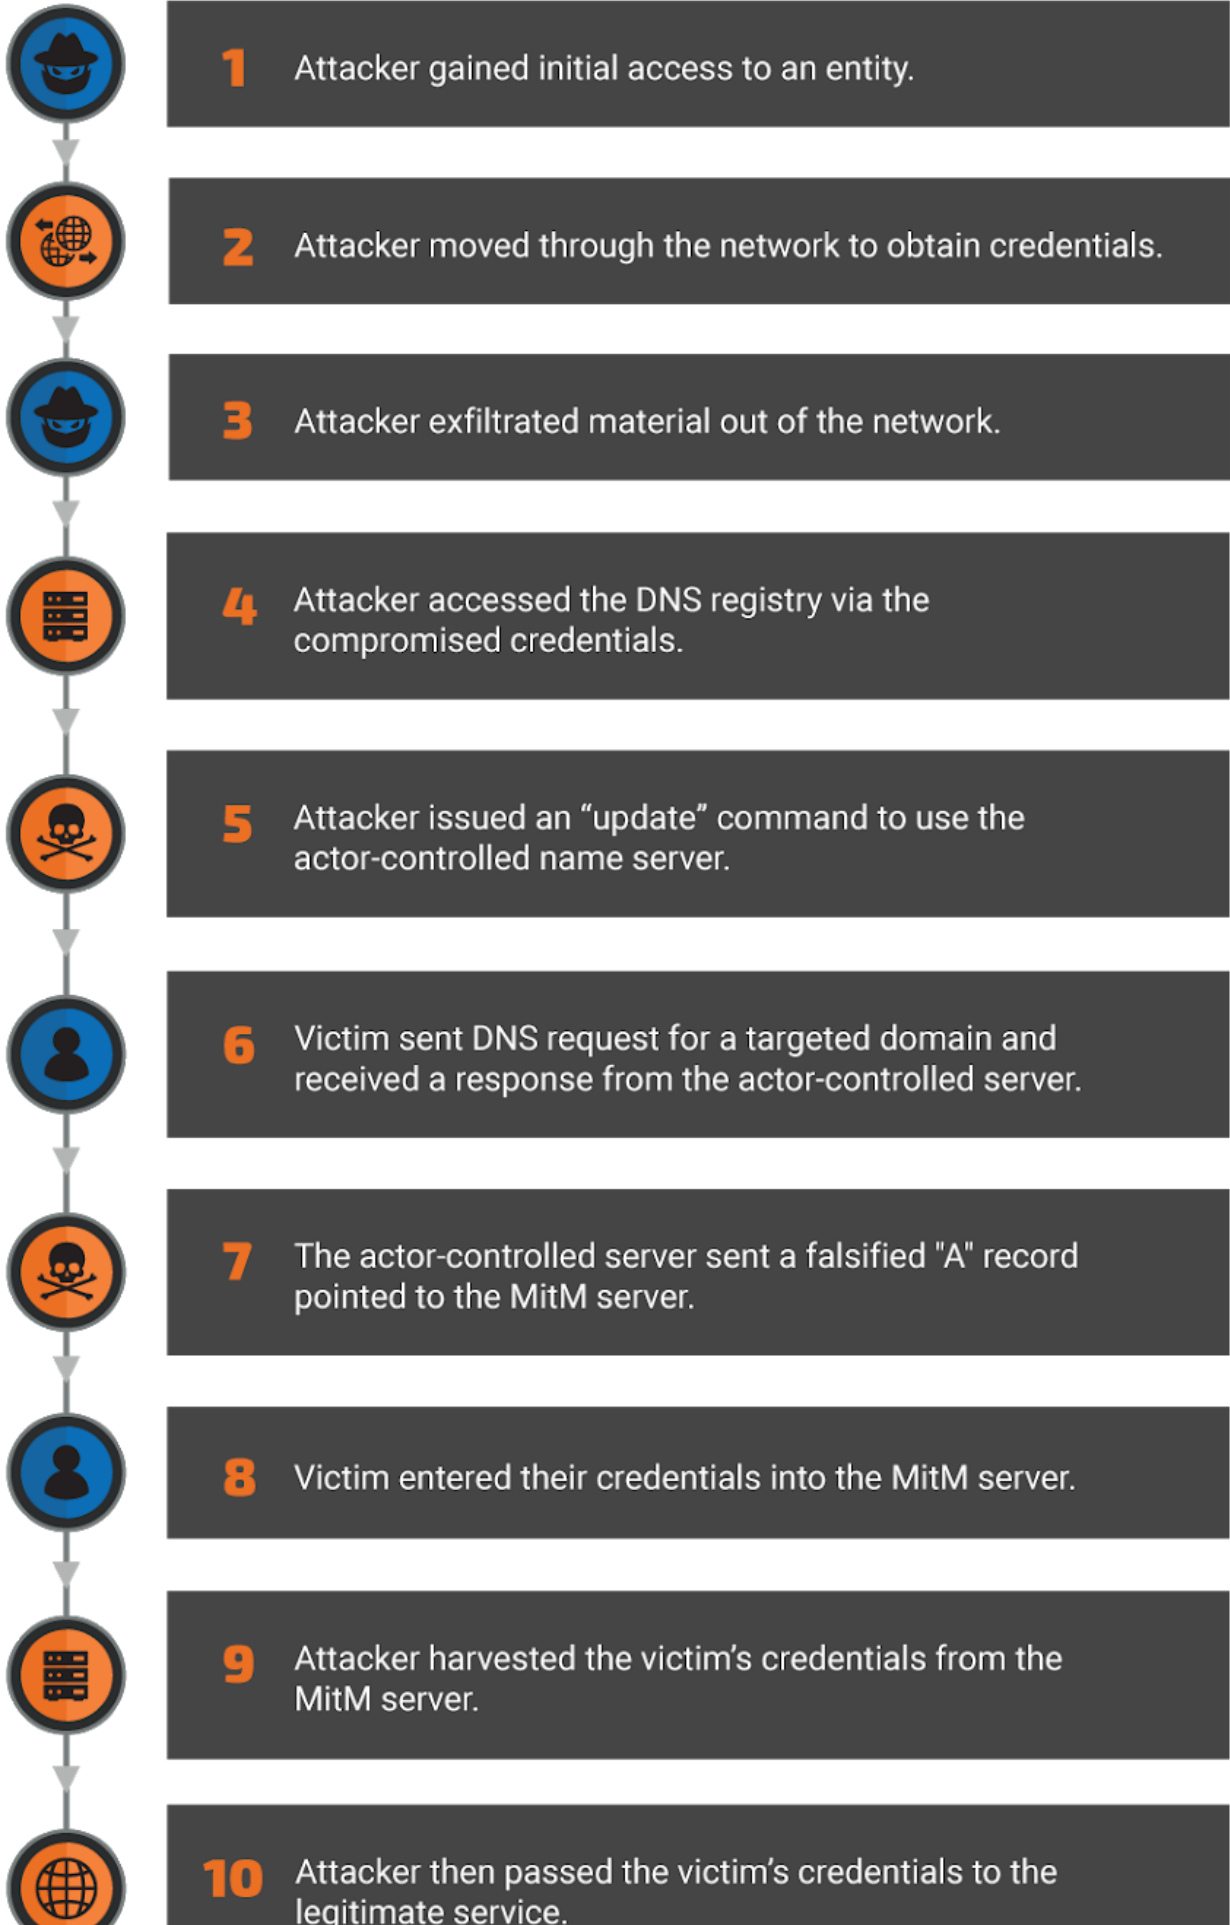 1 Attacker gained initial access to an entity.
2 Attacker moved through the network to obtain credentials.
3 Attacker exfiltrated material out of the network.
4 Attacker accessed the DNS registry via the
compromised credentials.
5 Attacker issued an “update” command to use the
actor-controlled name server.
6 Victim sent DNS request for a targeted domain and
received a response from the actor-controlled server.
7 The actor-controlled server sent a falsified "A" record
pointed to the MitM server.
8 Victim entered their credentials into the MitM server.
9 Attacker harvested the victim’s credentials from the
MitM server.
10 Attacker then passed the victim’s credentials to the
legitimate service.